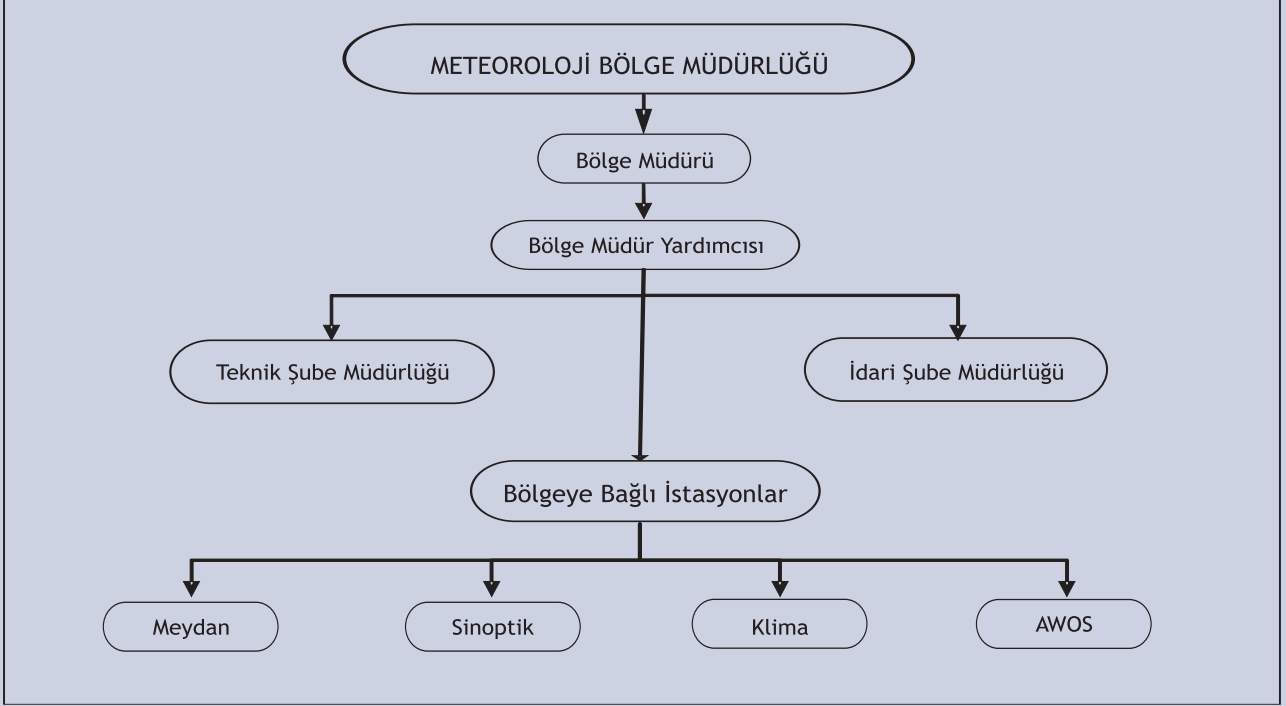 METEOROLOJİ BÖLGE MÜDÜRLÜĞÜ
Bölge Müdürü
Bölge Müdür Yardımcısı
Teknik Şube Müdürlüğü
İdari Şube Müdürlüğü
Bölgeye Bağlı İstasyonlar
Meydan
Sinoptik
Klima
AWOS